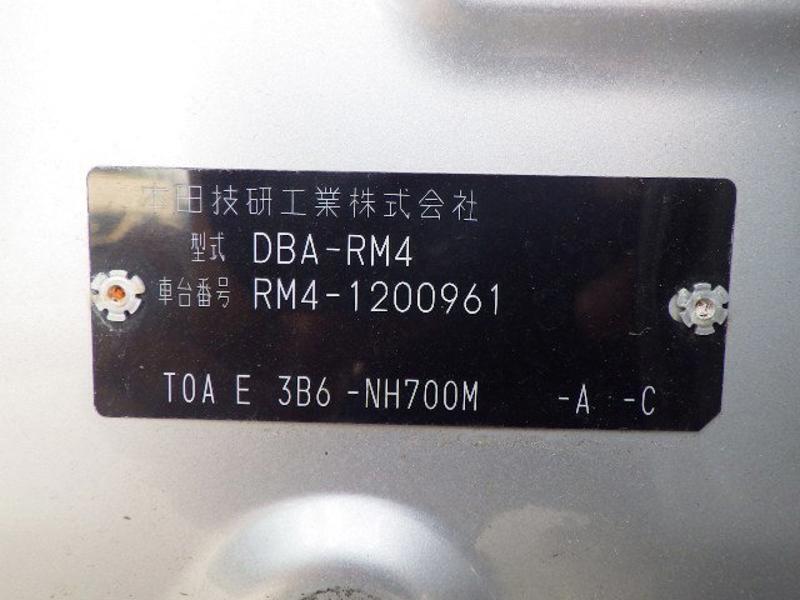 本田技研工業株式会社
型式 DBA-RM4
車台番号 RM4-1200961
T0A E 3B6 -NH700M -A -C